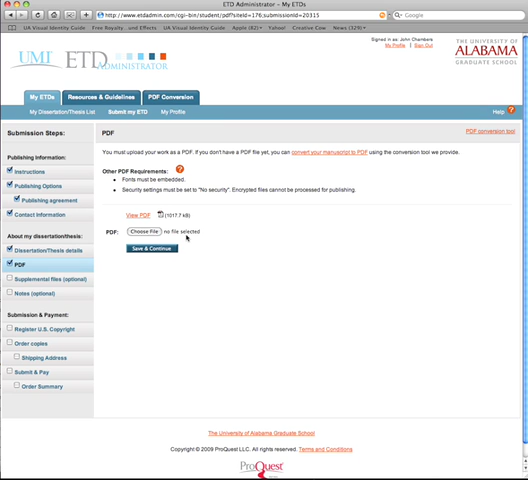 ETD Administrator — My ETDs
http://www.etdadmin.com/cgi-bin/student/pdf?siteId=176;submissionId=20315
Google
UA Visual Identity Guide
Free Royalty...und Effects
UA Visual Identity Guide
Apple (82)
Creative Cow
News (329)
Signed in as: John Chambers
My Profile | Sign Out
UMI
ETD
ADMINISTRATOR
THE UNIVERSITY OF
ALABAMA
GRADUATE SCHOOL
My ETDs
Resources & Guidelines
PDF Conversion
My Dissertation/Thesis List
Submit my ETD
My Profile
Help ?
Submission Steps:
Publishing Information:
Instructions
Publishing Options
Publishing agreement
Contact Information
About my dissertation/thesis:
Dissertation/Thesis details
PDF
Supplemental files (optional)
Notes (optional)
Submission & Payment:
Register U.S. Copyright
Order copies
Shipping Address
Submit & Pay
Order Summary
PDF
PDF conversion tool
You must upload your work as a PDF. if you don't have a PDF file yet, you can convert your manuscript to PDF using the conversion tool we provide.
Other PDF Requirements: ?
• Fonts must be embedded.
• Security settings must be set to "No security". Encrypted files cannot be processed for publishing.
View PDF (1017.7 kB)
PDF: Choose File no file selected
Save & Continue
The University of Alabama Graduate School
Copyright © 2009 ProQuest LLC. All rights reserved. Terms and Conditions
ProQuest